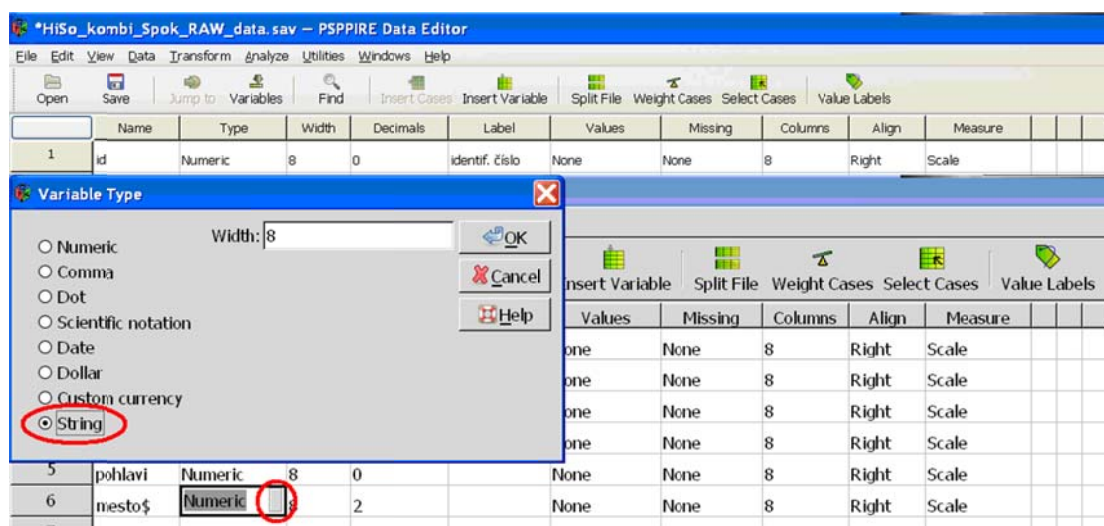 *HiSo_kombi_Spok_RAW_data.sav — PSPPIRE Data Editor
File Edit View Data Transform Analyze Utilities Windows Help
Open Save Jump to Variables Find Insert Cases Insert Variable Split File Weight Cases Select Cases Value Labels
Name Type Width Decimals Label Values Missing Columns Align Measure
1 id Numeric 8 0 identif. číslo None None 8 Right Scale
Variable Type
Width: 8 OK
Numeric
Comma Cancel
Dot
Scientific notation Help
Date
Dollar
Custom currency
String
nsert Variable Split File Weight Cases Select Cases Value Labels
Values Missing Columns Align Measure
one None 8 Right Scale
one None 8 Right Scale
one None 8 Right Scale
one None 8 Right Scale
5 pohlavi Numeric 8 0 None None 8 Right Scale
6 mesto$ Numeric 8 2 None None 8 Right Scale